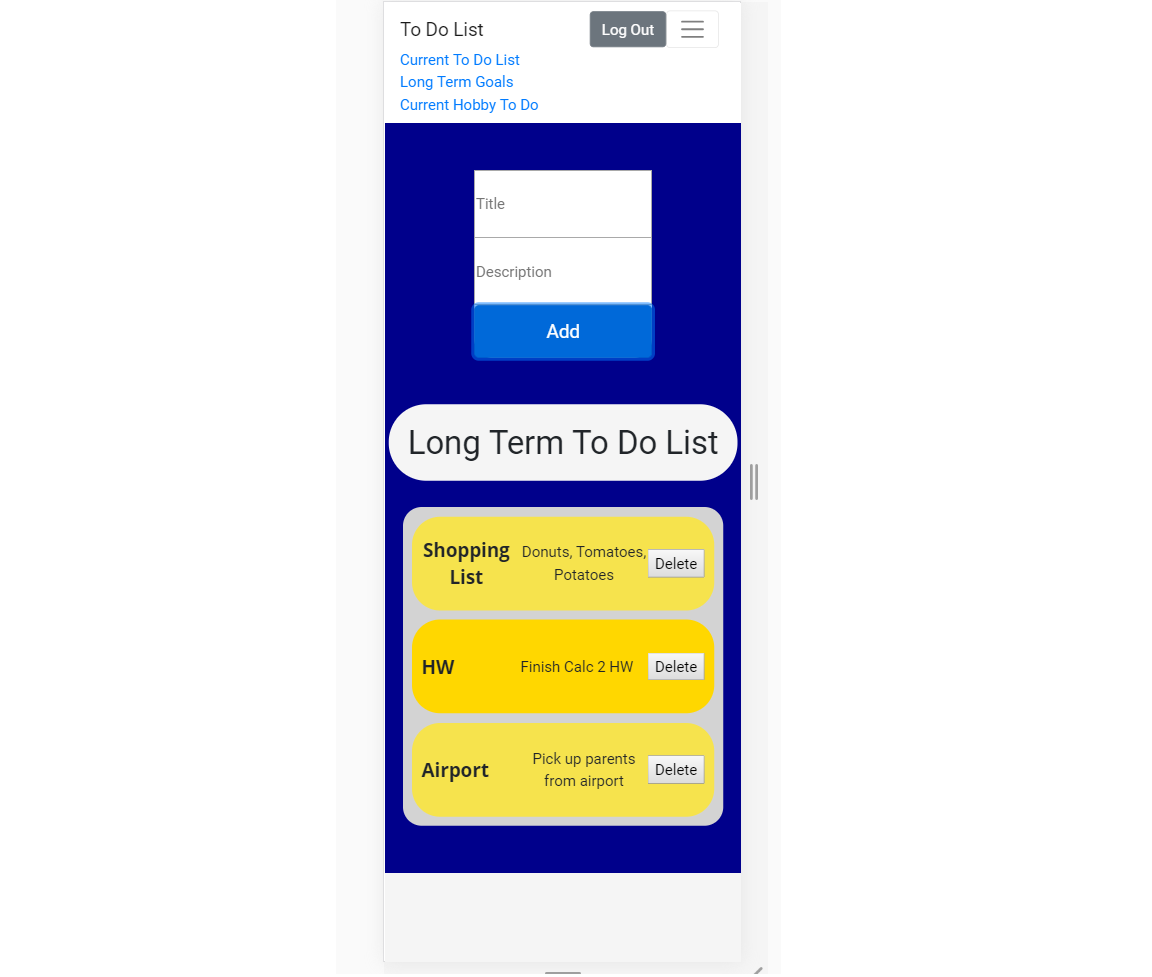 To Do List
Log Out
Current To Do List
Long Term Goals
Current Hobby To Do
Title
Description
Add
Long Term To Do List
Shopping
List
Donuts, Tomatoes,
Potatoes
Delete
HW
Finish Calc 2 HW
Delete
Airport
Pick up parents
from airport
Delete